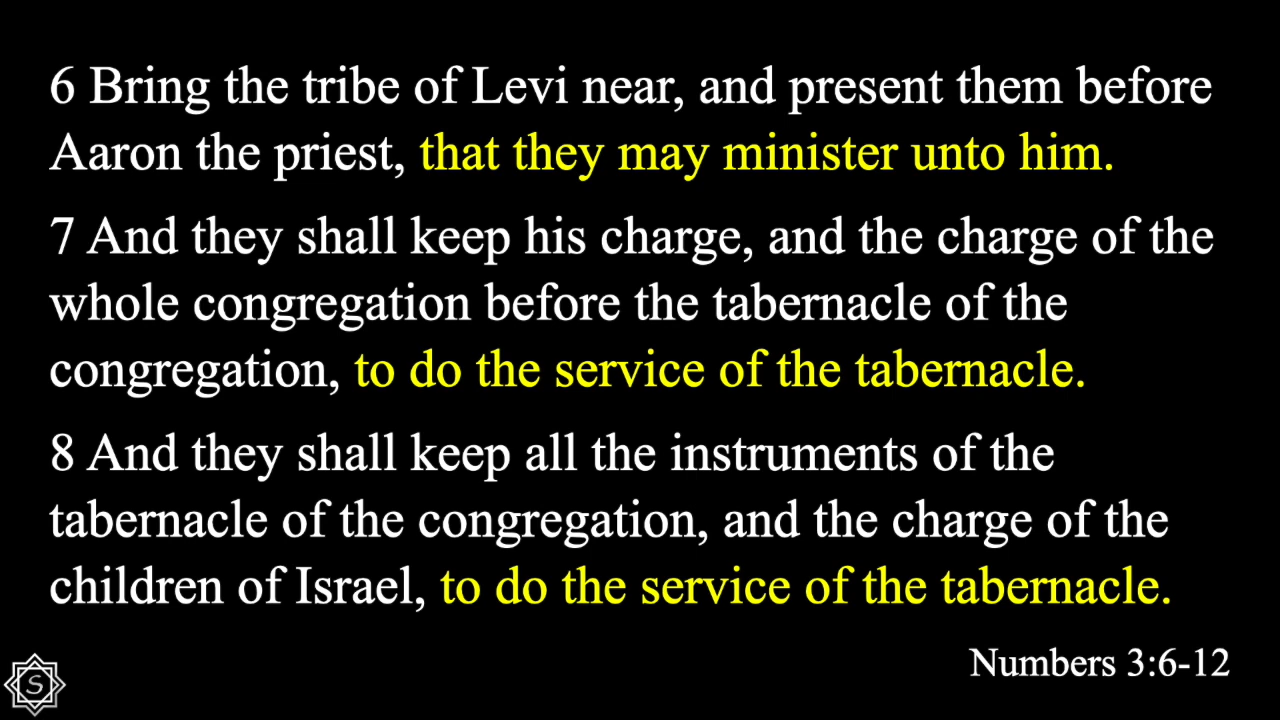 6 Bring the tribe of Levi near, and present them before
Aaron the priest, that they may minister unto him.
7 And they shall keep his charge, and the charge of the
whole congregation before the tabernacle of the
congregation, to do the service of the tabernacle.
8 And they shall keep all the instruments of the
tabernacle of the congregation, and the charge of the
children of Israel, to do the service of the tabernacle.
Numbers 3:6-12
S